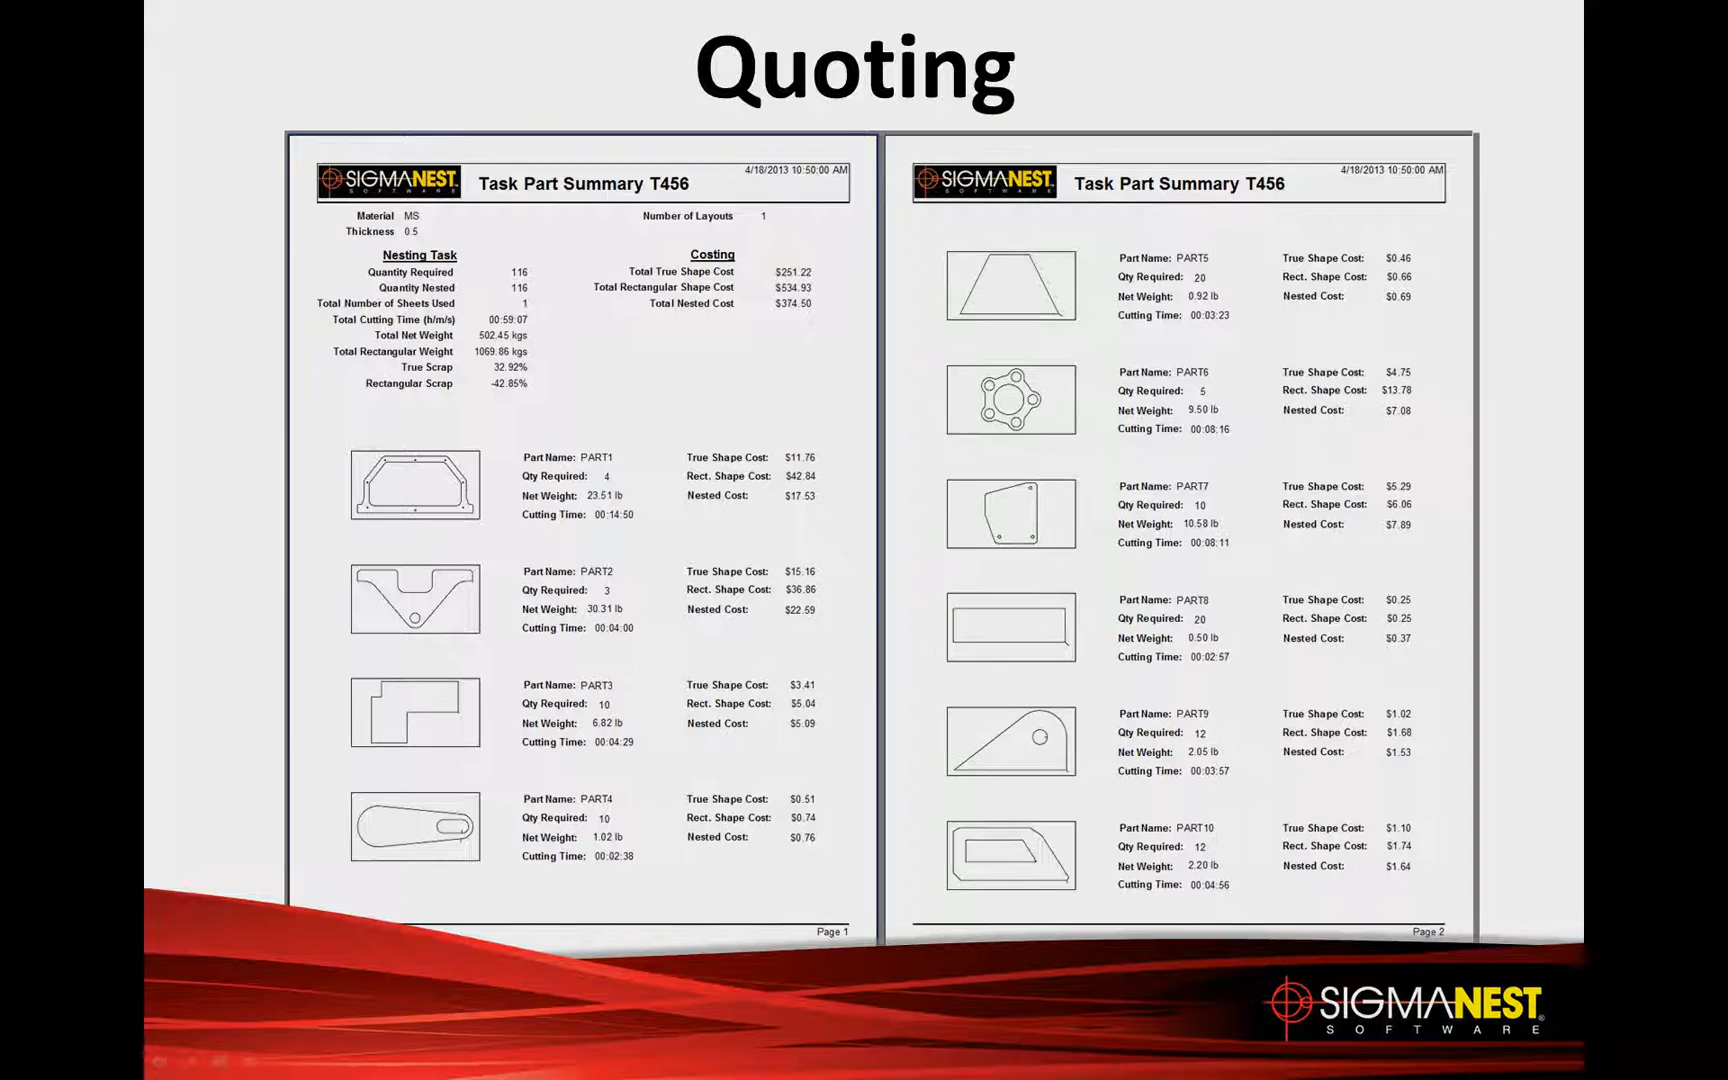 Quoting
SIGMANEST SOFTWARE
Task Part Summary T456
4/18/2013 10:50:00 AM
Material MS
Thickness 0.5
Number of Layouts 1
Nesting Task
Quantity Required 116
Quantity Nested 116
Total Number of Sheets Used 1
Total Cutting Time (h/m/s) 00:59:07
Total Net Weight 502.45 kgs
Total Rectangular Weight 1069.86 kgs
True Scrap 32.92%
Rectangular Scrap -42.85%
Costing
Total True Shape Cost $251.22
Total Rectangular Shape Cost $534.93
Total Nested Cost $374.50
Part Name: PART1 True Shape Cost: $11.76
Qty Required: 4 Rect. Shape Cost: $42.84
Net Weight: 23.51 lb Nested Cost: $17.53
Cutting Time: 00:14:50
Part Name: PART2 True Shape Cost: $15.16
Qty Required: 3 Rect. Shape Cost: $36.86
Net Weight: 30.31 lb Nested Cost: $22.59
Cutting Time: 00:04:00
Part Name: PART3 True Shape Cost: $3.41
Qty Required: 10 Rect. Shape Cost: $5.04
Net Weight: 6.82 lb Nested Cost: $5.09
Cutting Time: 00:04:29
Part Name: PART4 True Shape Cost: $0.51
Qty Required: 10 Rect. Shape Cost: $0.74
Net Weight: 1.02 lb Nested Cost: $0.76
Cutting Time: 00:02:38
Page 1
SIGMANEST SOFTWARE
Task Part Summary T456
4/18/2013 10:50:00 AM
Part Name: PART5 True Shape Cost: $0.46
Qty Required: 20 Rect. Shape Cost: $0.66
Net Weight: 0.92 lb Nested Cost: $0.69
Cutting Time: 00:03:23
Part Name: PART6 True Shape Cost: $4.75
Qty Required: 5 Rect. Shape Cost: $13.78
Net Weight: 9.50 lb Nested Cost: $7.08
Cutting Time: 00:08:16
Part Name: PART7 True Shape Cost: $5.29
Qty Required: 10 Rect. Shape Cost: $6.06
Net Weight: 10.58 lb Nested Cost: $7.89
Cutting Time: 00:08:11
Part Name: PART8 True Shape Cost: $0.25
Qty Required: 20 Rect. Shape Cost: $0.25
Net Weight: 0.50 lb Nested Cost: $0.37
Cutting Time: 00:02:57
Part Name: PART9 True Shape Cost: $1.02
Qty Required: 12 Rect. Shape Cost: $1.68
Net Weight: 2.05 lb Nested Cost: $1.53
Cutting Time: 00:03:57
Part Name: PART10 True Shape Cost: $1.10
Qty Required: 12 Rect. Shape Cost: $1.74
Net Weight: 2.20 lb Nested Cost: $1.64
Cutting Time: 00:04:56
Page 2
SIGMANEST®
SOFTWARE